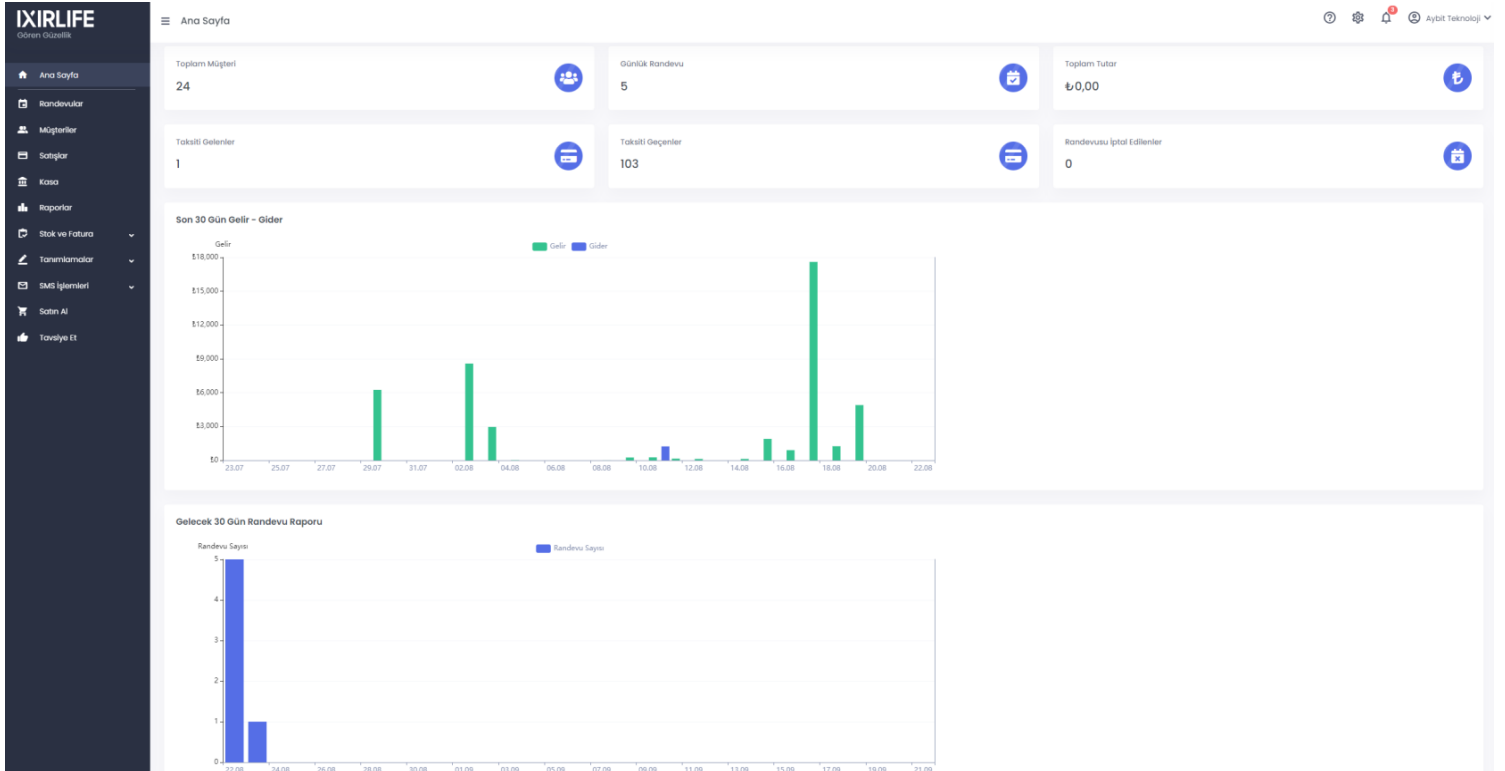 IXIRLIFE
Gören Güzellik
Ana Sayfa
3
Aybit Teknoloji
Ana Sayfa
Randevular
Müşteriler
Satışlar
Kasa
Raporlar
Stok ve Fatura
Tanımlamalar
SMS İşlemleri
Satın Al
Tavsiye Et
Toplam Müşteri
24
Günlük Randevu
5
Toplam Tutar
₺0,00
Taksiti Gelenler
1
Taksiti Geçenler
103
Randevusu İptal Edilenler
0
Son 30 Gün Gelir - Gider
Gelir
Gelir Gider
₺18,000
₺15,000
₺12,000
₺9,000
₺6,000
₺3,000
₺0
23.07 25.07 27.07 29.07 31.07 02.08 04.08 06.08 08.08 10.08 12.08 14.08 16.08 18.08 20.08 22.08
Gelecek 30 Gün Randevu Raporu
Randevu Sayısı
Randevu Sayısı
5
4
3
2
1
0
22.08 24.08 26.08 28.08 30.08 01.09 03.09 05.09 07.09 09.09 11.09 13.09 15.09 17.09 19.09 21.09